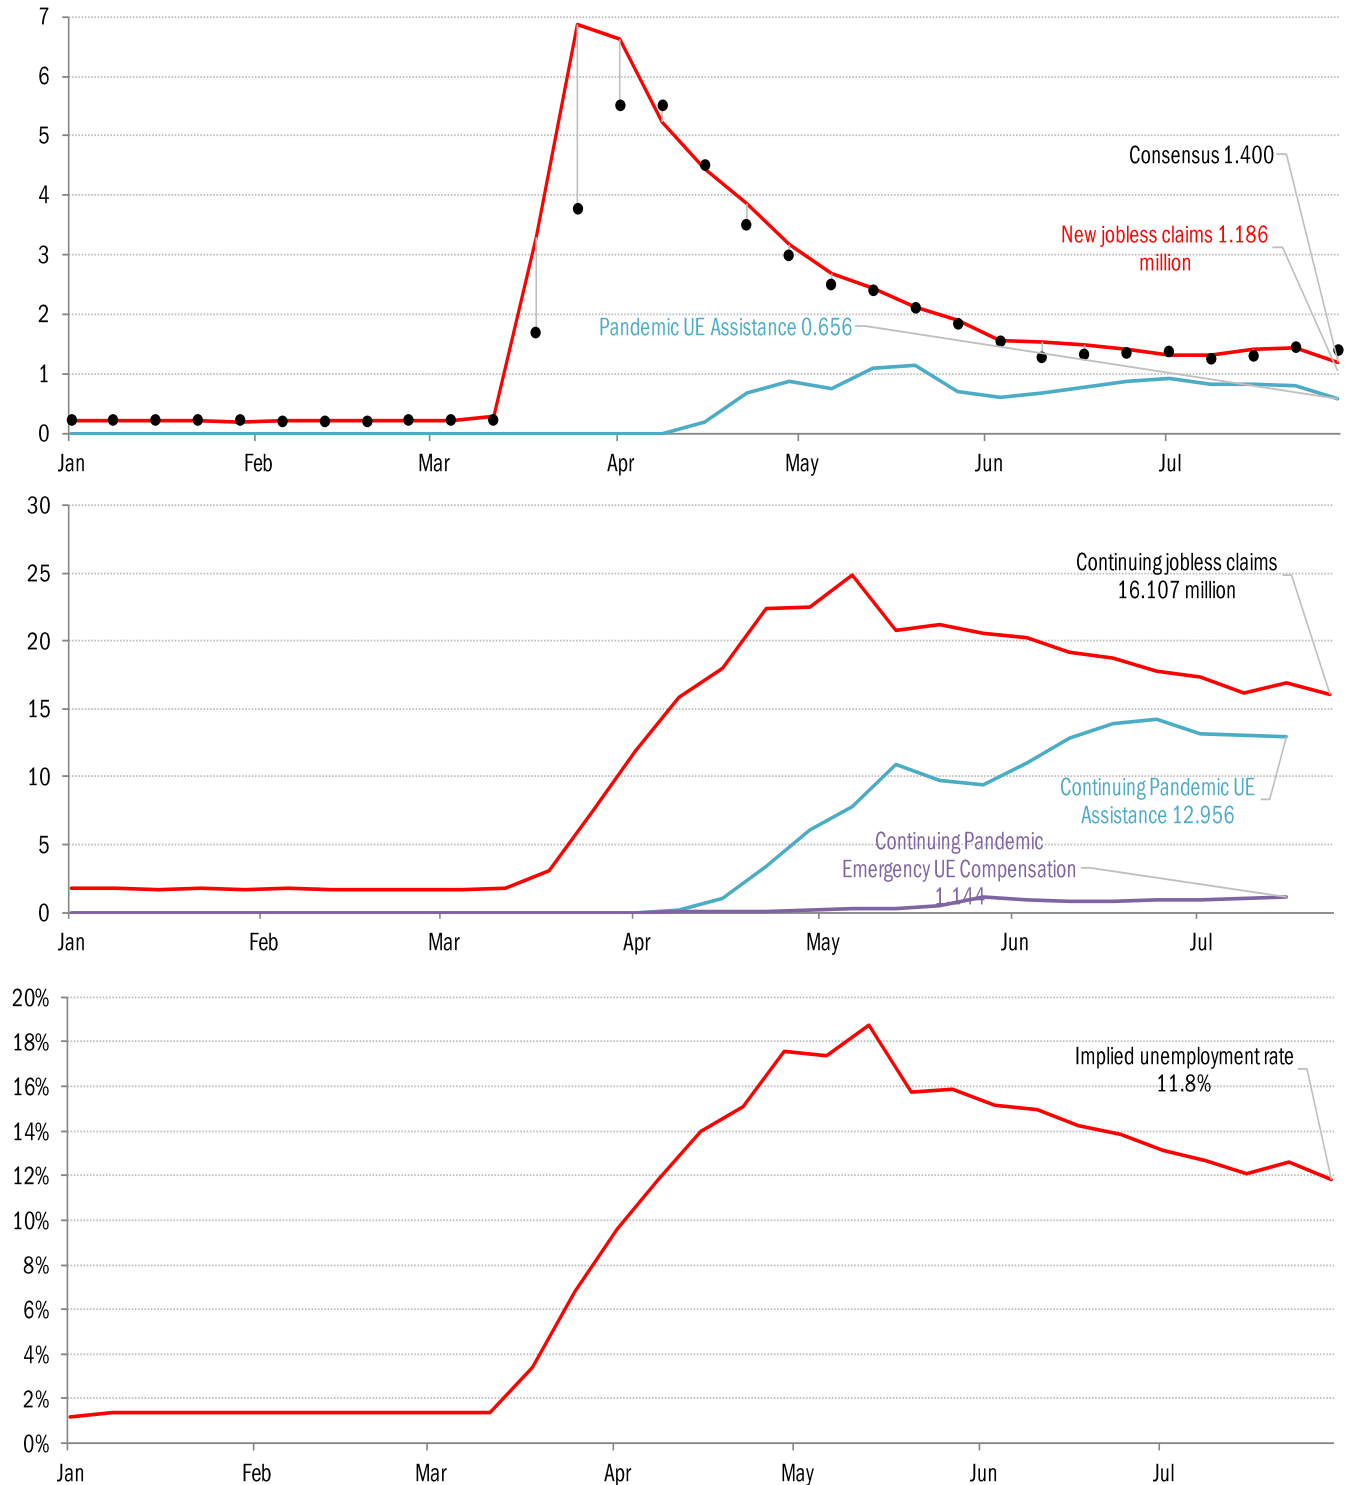 7
6
5
4
3
2
1
0
Consensus 1.400
New jobless claims 1.186
million
Pandemic UE Assistance 0.656
Jan Feb Mar Apr May Jun Jul
30
25
20
15
10
5
0
Continuing jobless claims
16.107 million
Continuing Pandemic UE
Assistance 12.956
Continuing Pandemic
Emergency UE Compensation
1.144
Jan Feb Mar Apr May Jun Jul
20%
18%
16%
14%
12%
10%
8%
6%
4%
2%
0%
Implied unemployment rate
11.8%
Jan Feb Mar Apr May Jun Jul